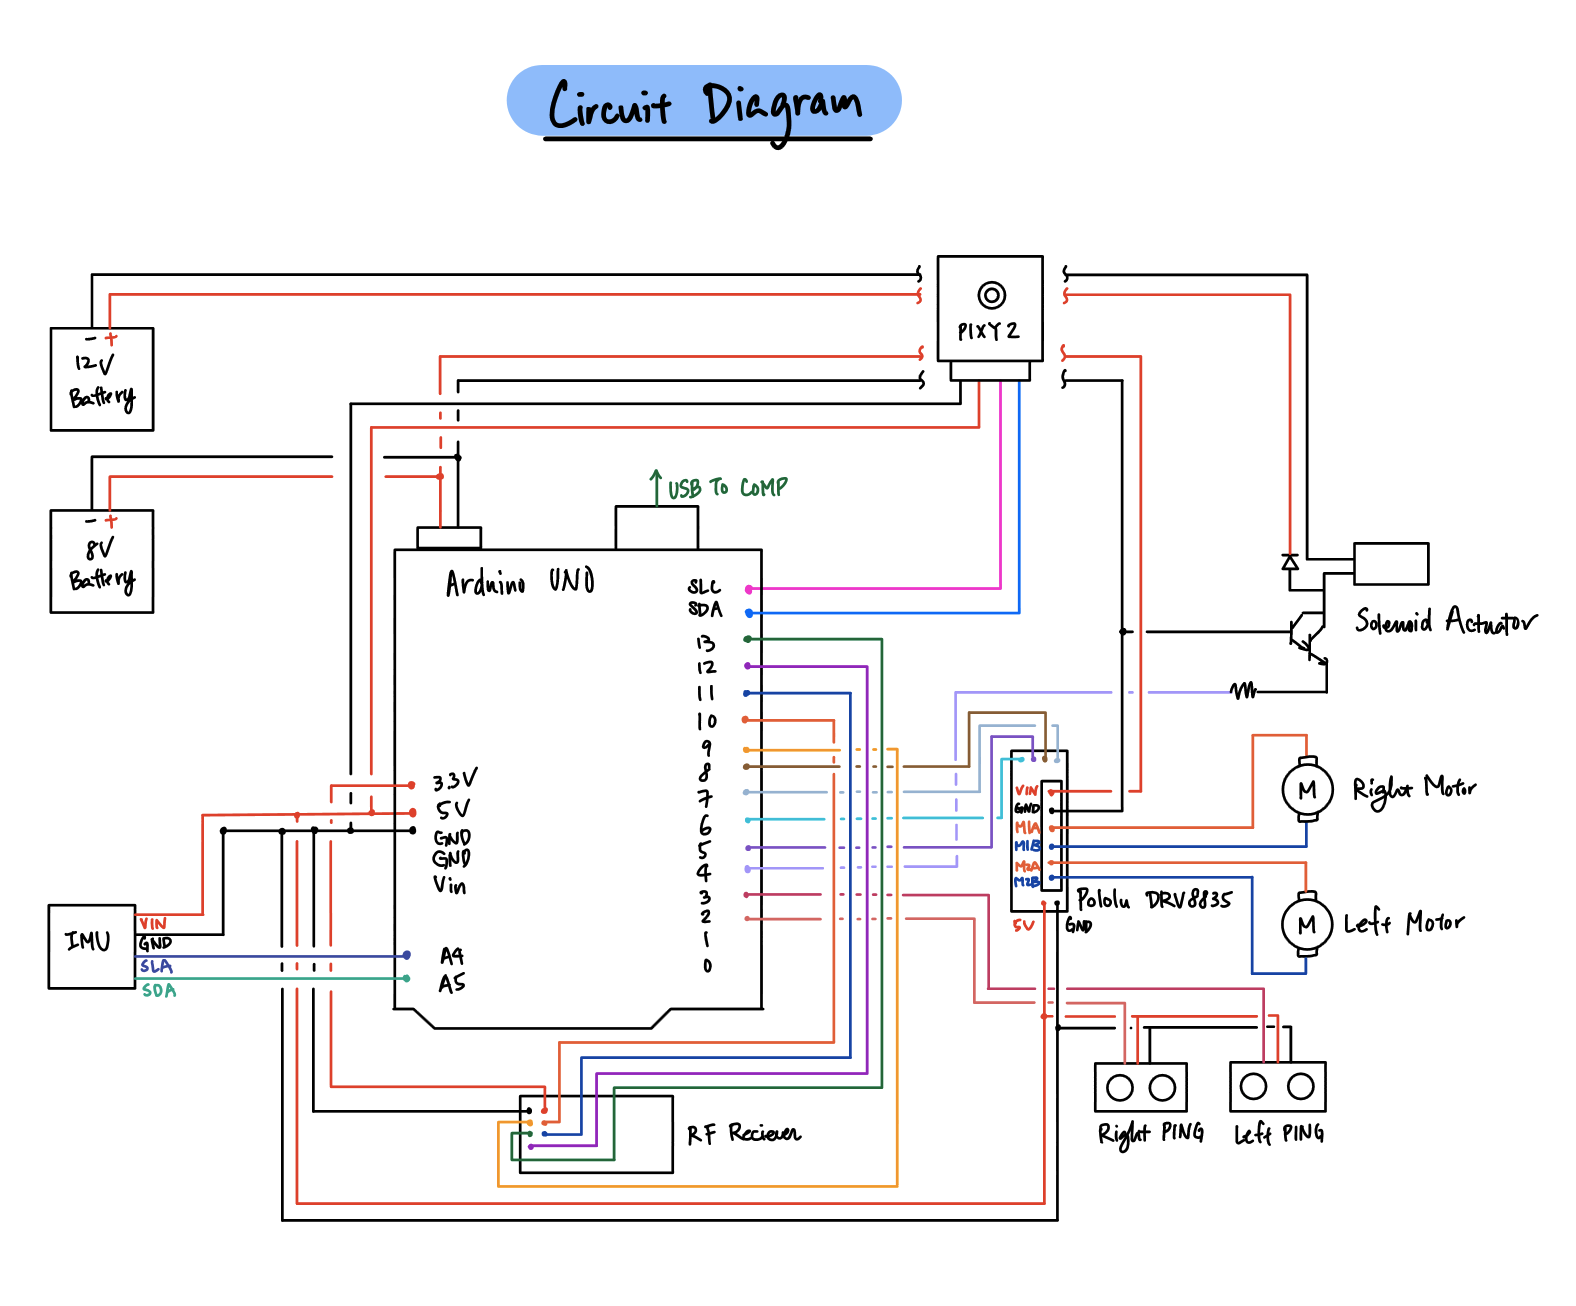 Circuit Diagram
PIXY 2
- +
12V
Battery
- +
8V
Battery
USB TO COMP
Arduino UNO
SLC
SDA
13
12
11
10
9
8
7
6
5
4
3
2
1
0
3.3V
5V
GND
GND
Vin
A4
A5
IMU
VIN
GND
SLA
SDA
Solenoid Actuator
VIN
GND
M1A
M1B
M2A
M2B
5V
GND
Pololu DRV8835
M
Right Motor
M
Left Motor
Right PING
Left PING
RF Reciever